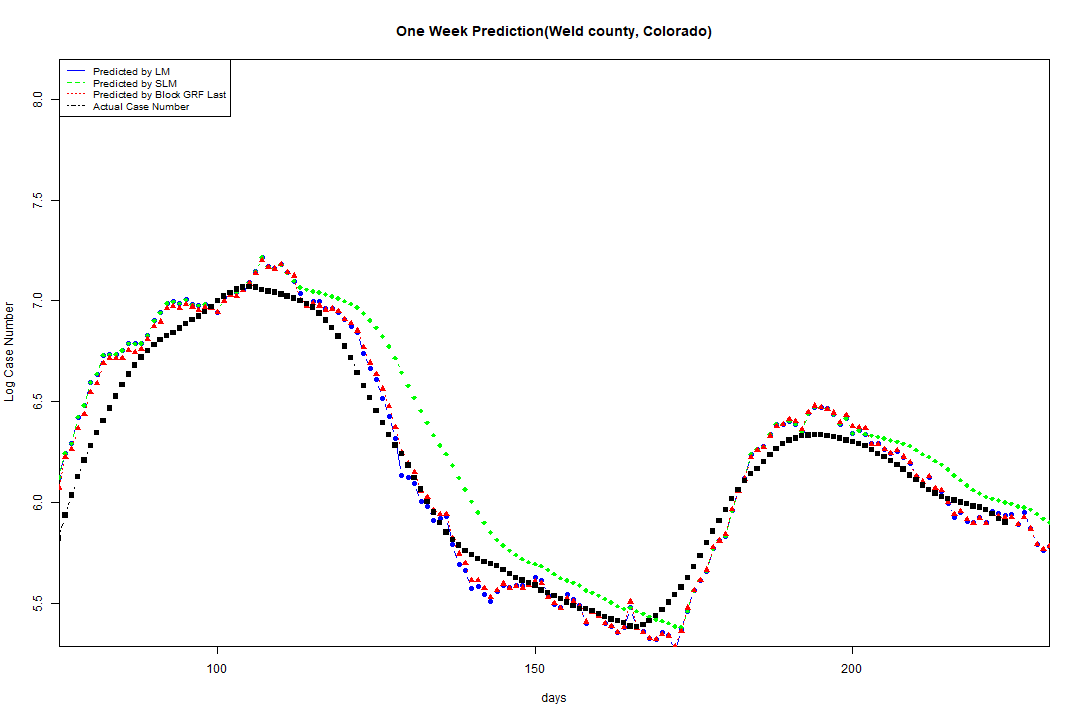 One Week Prediction(Weld county, Colorado)
Predicted by LM
Predicted by SLM
Predicted by Block GRF Last
Actual Case Number
8.0
7.5
7.0
6.5
6.0
5.5
Log Case Number
100 150 200
days